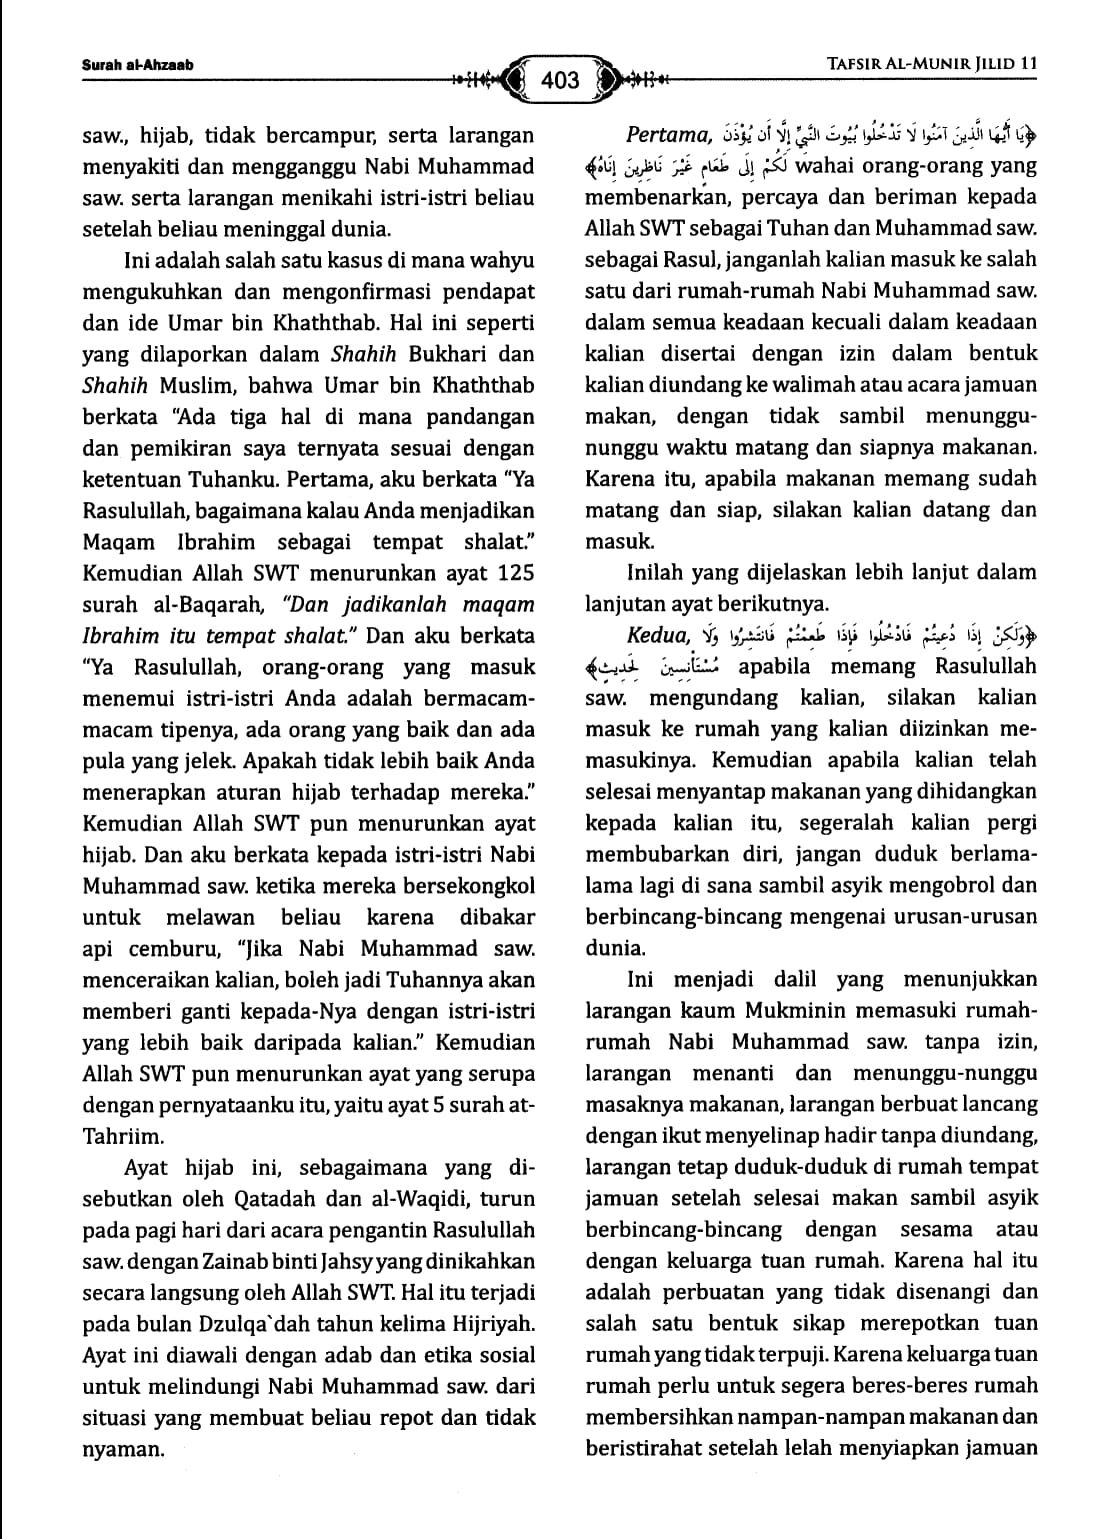 Surah al-Ahzaab
403
TAFSIR AL-MUNIR JILID 11
saw., hijab, tidak bercampur, serta larangan
menyakiti dan mengganggu Nabi Muhammad
saw. serta larangan menikahi istri-istri beliau
setelah beliau meninggal dunia.
Ini adalah salah satu kasus di mana wahyu
mengukuhkan dan mengonfirmasi pendapat
dan ide Umar bin Khaththab. Hal ini seperti
yang dilaporkan dalam Shahih Bukhari dan
Shahih Muslim, bahwa Umar bin Khaththab
berkata “Ada tiga hal di mana pandangan
dan pemikiran saya ternyata sesuai dengan
ketentuan Tuhanku. Pertama, aku berkata “Ya
Rasulullah, bagaimana kalau Anda menjadikan
Maqam Ibrahim sebagai tempat shalat.”
Kemudian Allah SWT menurunkan ayat 125
surah al-Baqarah, “Dan jadikanlah maqam
Ibrahim itu tempat shalat.” Dan aku berkata
“Ya Rasulullah, orang-orang yang masuk
menemui istri-istri Anda adalah bermacam-
macam tipenya, ada orang yang baik dan ada
pula yang jelek. Apakah tidak lebih baik Anda
menerapkan aturan hijab terhadap mereka.”
Kemudian Allah SWT pun menurunkan ayat
hijab. Dan aku berkata kepada istri-istri Nabi
Muhammad saw. ketika mereka bersekongkol
untuk melawan beliau karena dibakar
api cemburu, “Jika Nabi Muhammad saw.
menceraikan kalian, boleh jadi Tuhannya akan
memberi ganti kepada-Nya dengan istri-istri
yang lebih baik daripada kalian.” Kemudian
Allah SWT pun menurunkan ayat yang serupa
dengan pernyataanku itu, yaitu ayat 5 surah at-
Tahriim.
Ayat hijab ini, sebagaimana yang di-
sebutkan oleh Qatadah dan al-Waqidi, turun
pada pagi hari dari acara pengantin Rasulullah
saw. dengan Zainab binti Jahsy yang dinikahkan
secara langsung oleh Allah SWT. Hal itu terjadi
pada bulan Dzulqa`dah tahun kelima Hijriyah.
Ayat ini diawali dengan adab dan etika sosial
untuk melindungi Nabi Muhammad saw. dari
situasi yang membuat beliau repot dan tidak
nyaman.
Pertama, ﴿يَا أَيُّهَا الَّذِينَ آمَنُوا لَا تَدْخُلُوا بُيُوتَ النَّبِيِّ إِلَّا أَن يُؤْذَنَ
لَكُمْ إِلَى طَعَامٍ غَيْرَ نَاظِرِينَ إِنَاهُ﴾ wahai orang-orang yang
membenarkan, percaya dan beriman kepada
Allah SWT sebagai Tuhan dan Muhammad saw.
sebagai Rasul, janganlah kalian masuk ke salah
satu dari rumah-rumah Nabi Muhammad saw.
dalam semua keadaan kecuali dalam keadaan
kalian disertai dengan izin dalam bentuk
kalian diundang ke walimah atau acara jamuan
makan, dengan tidak sambil menunggu-
nunggu waktu matang dan siapnya makanan.
Karena itu, apabila makanan memang sudah
matang dan siap, silakan kalian datang dan
masuk.
Inilah yang dijelaskan lebih lanjut dalam
lanjutan ayat berikutnya.
Kedua, ﴿وَلَكِنْ إِذَا دُعِيتُمْ فَادْخُلُوا فَإِذَا طَعِمْتُمْ فَانتَشِرُوا وَلَا
مُسْتَأْنِسِينَ لِحَدِيثٍ﴾ apabila memang Rasulullah
saw. mengundang kalian, silakan kalian
masuk ke rumah yang kalian diizinkan me-
masukinya. Kemudian apabila kalian telah
selesai menyantap makanan yang dihidangkan
kepada kalian itu, segeralah kalian pergi
membubarkan diri, jangan duduk berlama-
lama lagi di sana sambil asyik mengobrol dan
berbincang-bincang mengenai urusan-urusan
dunia.
Ini menjadi dalil yang menunjukkan
larangan kaum Mukminin memasuki rumah-
rumah Nabi Muhammad saw. tanpa izin,
larangan menanti dan menunggu-nunggu
masaknya makanan, larangan berbuat lancang
dengan ikut menyelinap hadir tanpa diundang,
larangan tetap duduk-duduk di rumah tempat
jamuan setelah selesai makan sambil asyik
berbincang-bincang dengan sesama atau
dengan keluarga tuan rumah. Karena hal itu
adalah perbuatan yang tidak disenangi dan
salah satu bentuk sikap merepotkan tuan
rumah yang tidak terpuji. Karena keluarga tuan
rumah perlu untuk segera beres-beres rumah
membersihkan nampan-nampan makanan dan
beristirahat setelah lelah menyiapkan jamuan